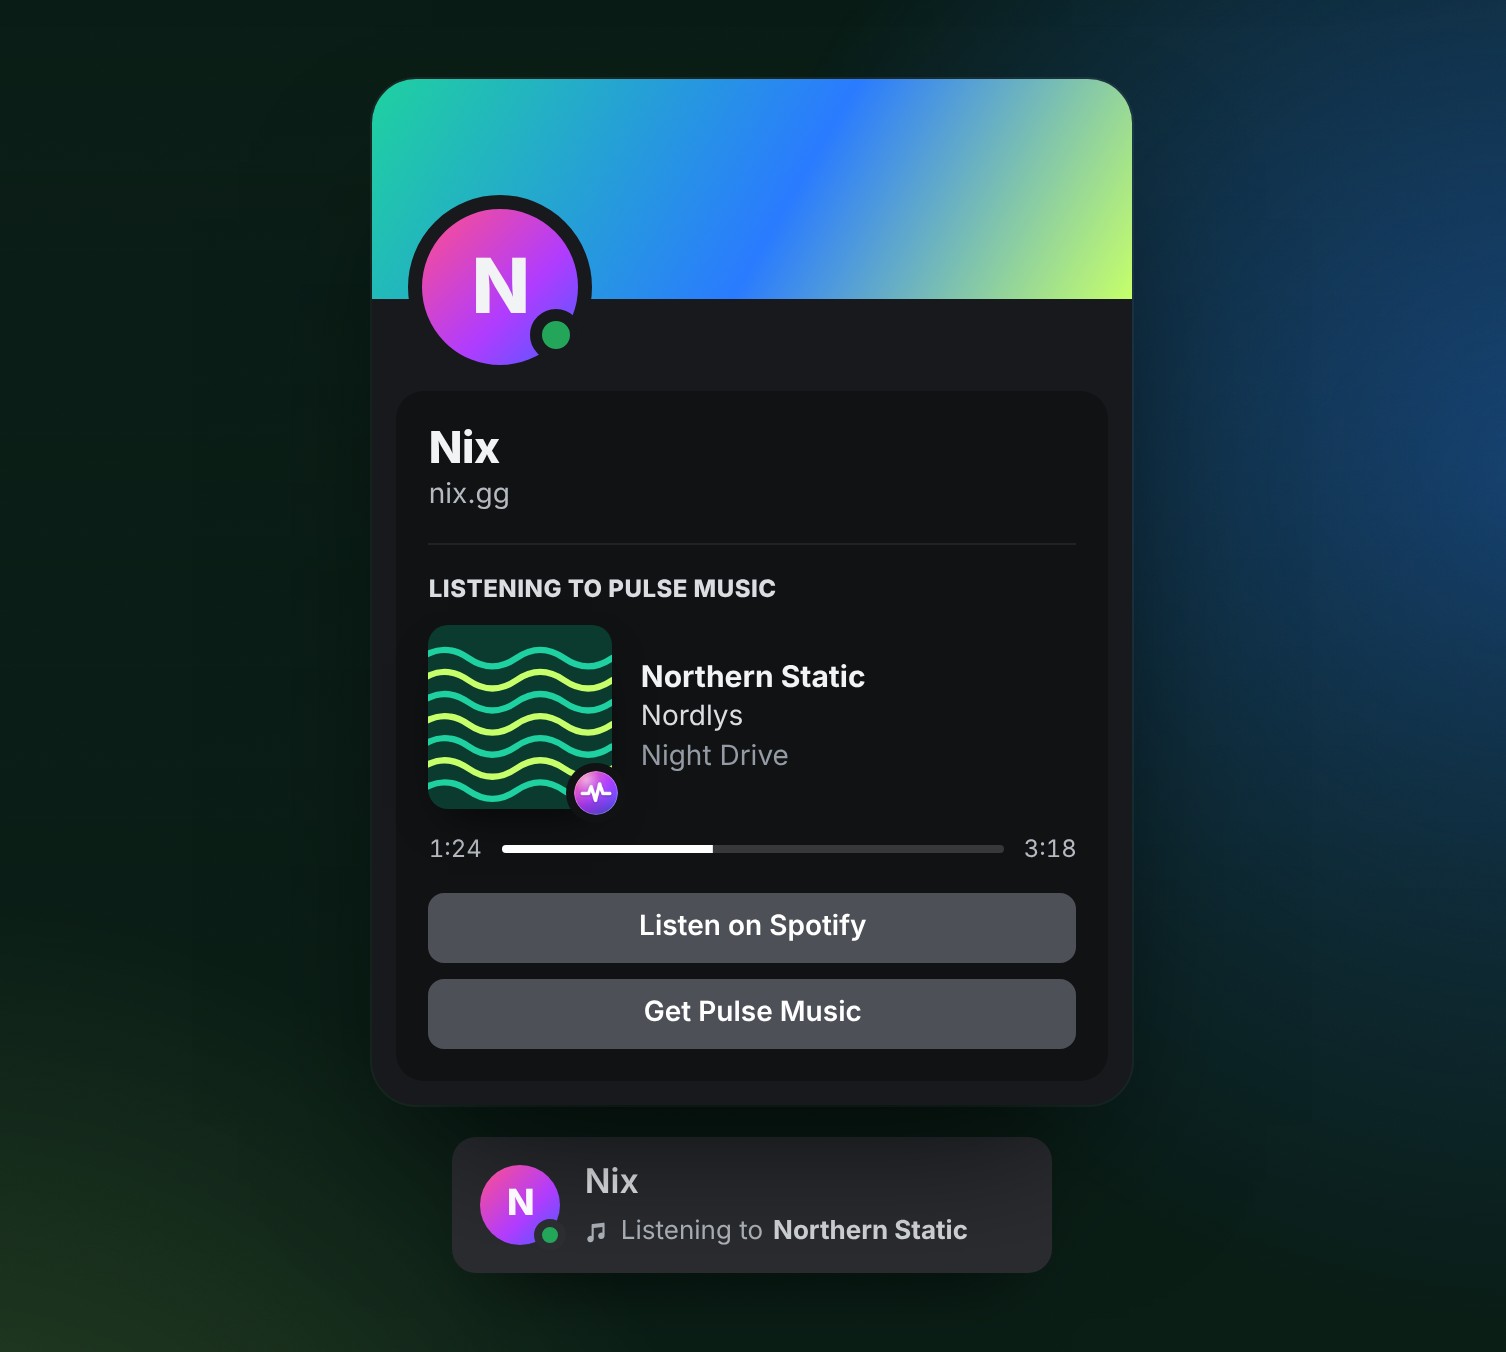 N
Nix
nix.gg
LISTENING TO PULSE MUSIC
Northern Static
Nordlys
Night Drive
1:24 3:18
Listen on Spotify
Get Pulse Music
N
Nix
Listening to Northern Static